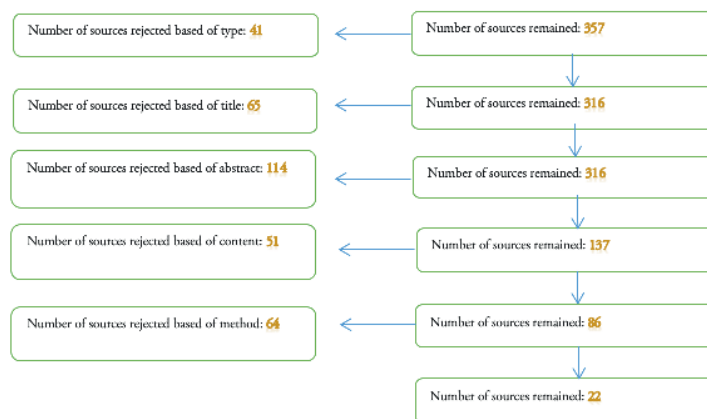 Number of sources rejected based of type: 41
Number of sources remained: 357
Number of sources rejected based of title: 65
Number of sources remained: 316
Number of sources rejected based of abstract: 114
Number of sources remained: 316
Number of sources rejected based of content: 51
Number of sources remained: 137
Number of sources rejected based of method: 64
Number of sources remained: 86
Number of sources remained: 22